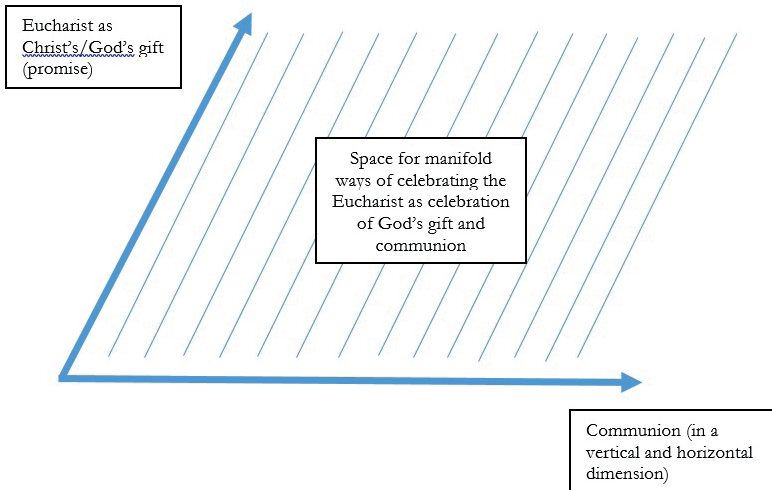 Eucharist as
Christ's/God's gift
(promise)
Space for manifold
ways of celebrating the
Eucharist as celebration
of God's gift and
communion
Communion (in a
vertical and horizontal
dimension)